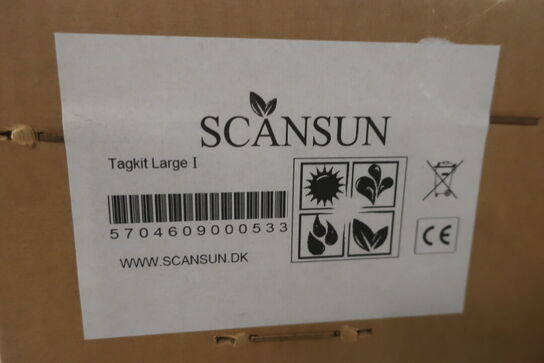 SCANSUN
Tagkit Large I
5704609000533
WWW.SCANSUN.DK
CE